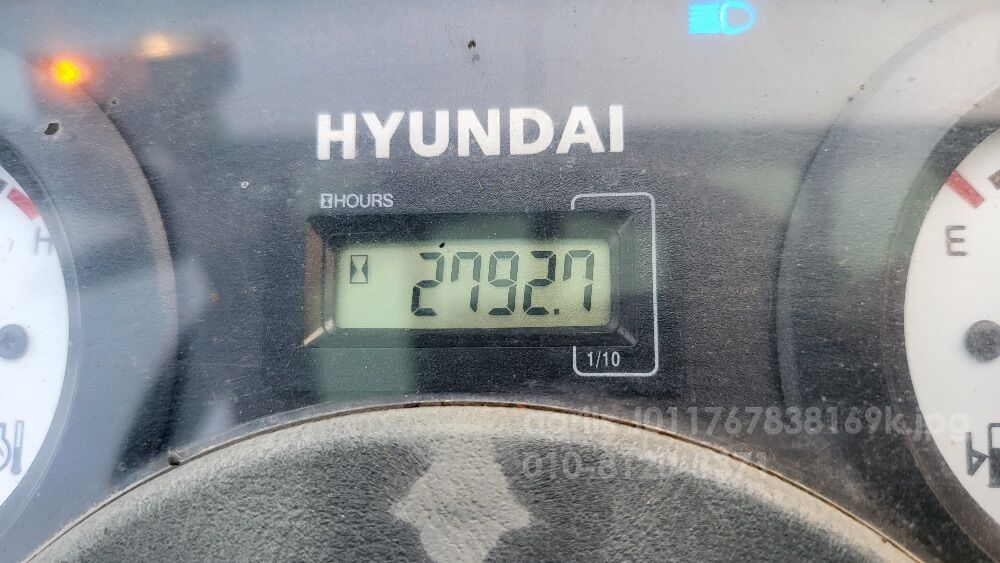 HYUNDAI
HOURS
2792.7
1/10
H
E